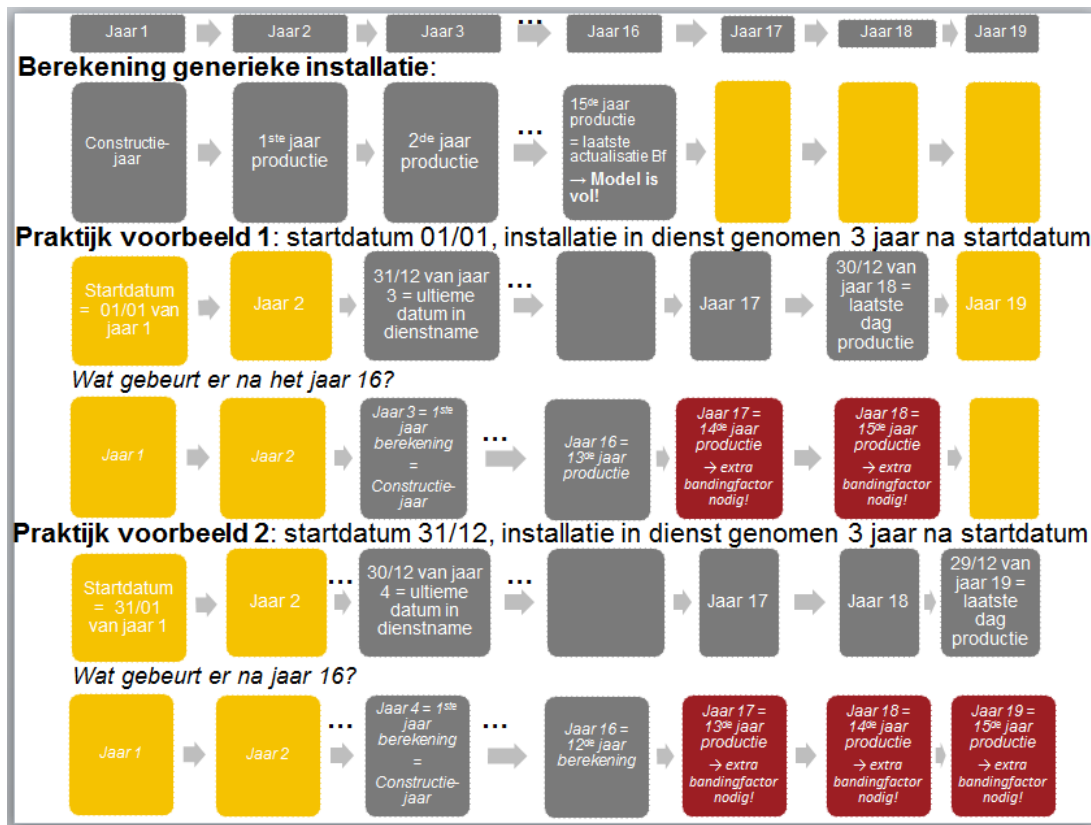 Jaar 1
Jaar 2
Jaar 3
...
Jaar 16
Jaar 17
Jaar 18
Jaar 19
Berekening generieke installatie:
Constructie-
jaar
1ste jaar
productie
2de jaar
productie
...
15de jaar
productie
= laatste
actualisatie Bf
→ Model is
vol!
Praktijk voorbeeld 1: startdatum 01/01, installatie in dienst genomen 3 jaar na startdatum
Startdatum
= 01/01 van
jaar 1
Jaar 2
31/12 van jaar
3 = ultieme
datum in
dienstname
...
Jaar 17
30/12 van
jaar 18 =
laatste
dag
productie
Jaar 19
Wat gebeurt er na het jaar 16?
Jaar 1
Jaar 2
Jaar 3 = 1ste
jaar
berekening
=
Constructie-
jaar
...
Jaar 16 =
13de jaar
productie
Jaar 17 =
14de jaar
productie
→ extra
bandingfactor
nodig!
Jaar 18 =
15de jaar
productie
→ extra
bandingfactor
nodig!
Praktijk voorbeeld 2: startdatum 31/12, installatie in dienst genomen 3 jaar na startdatum
Startdatum
= 31/01
van jaar 1
Jaar 2
...
30/12 van jaar
4 = ultieme
datum in
dienstname
...
Jaar 17
Jaar 18
29/12 van
jaar 19 =
laatste
dag
productie
Wat gebeurt er na jaar 16?
Jaar 1
Jaar 2
...
Jaar 4 = 1ste
jaar
berekening
=
Constructie-
jaar
...
Jaar 16 =
12de jaar
berekening
Jaar 17 =
13de jaar
productie
→ extra
bandingfactor
nodig!
Jaar 18 =
14de jaar
productie
→ extra
bandingfactor
nodig!
Jaar 19 =
15de jaar
productie
→ extra
bandingfactor
nodig!